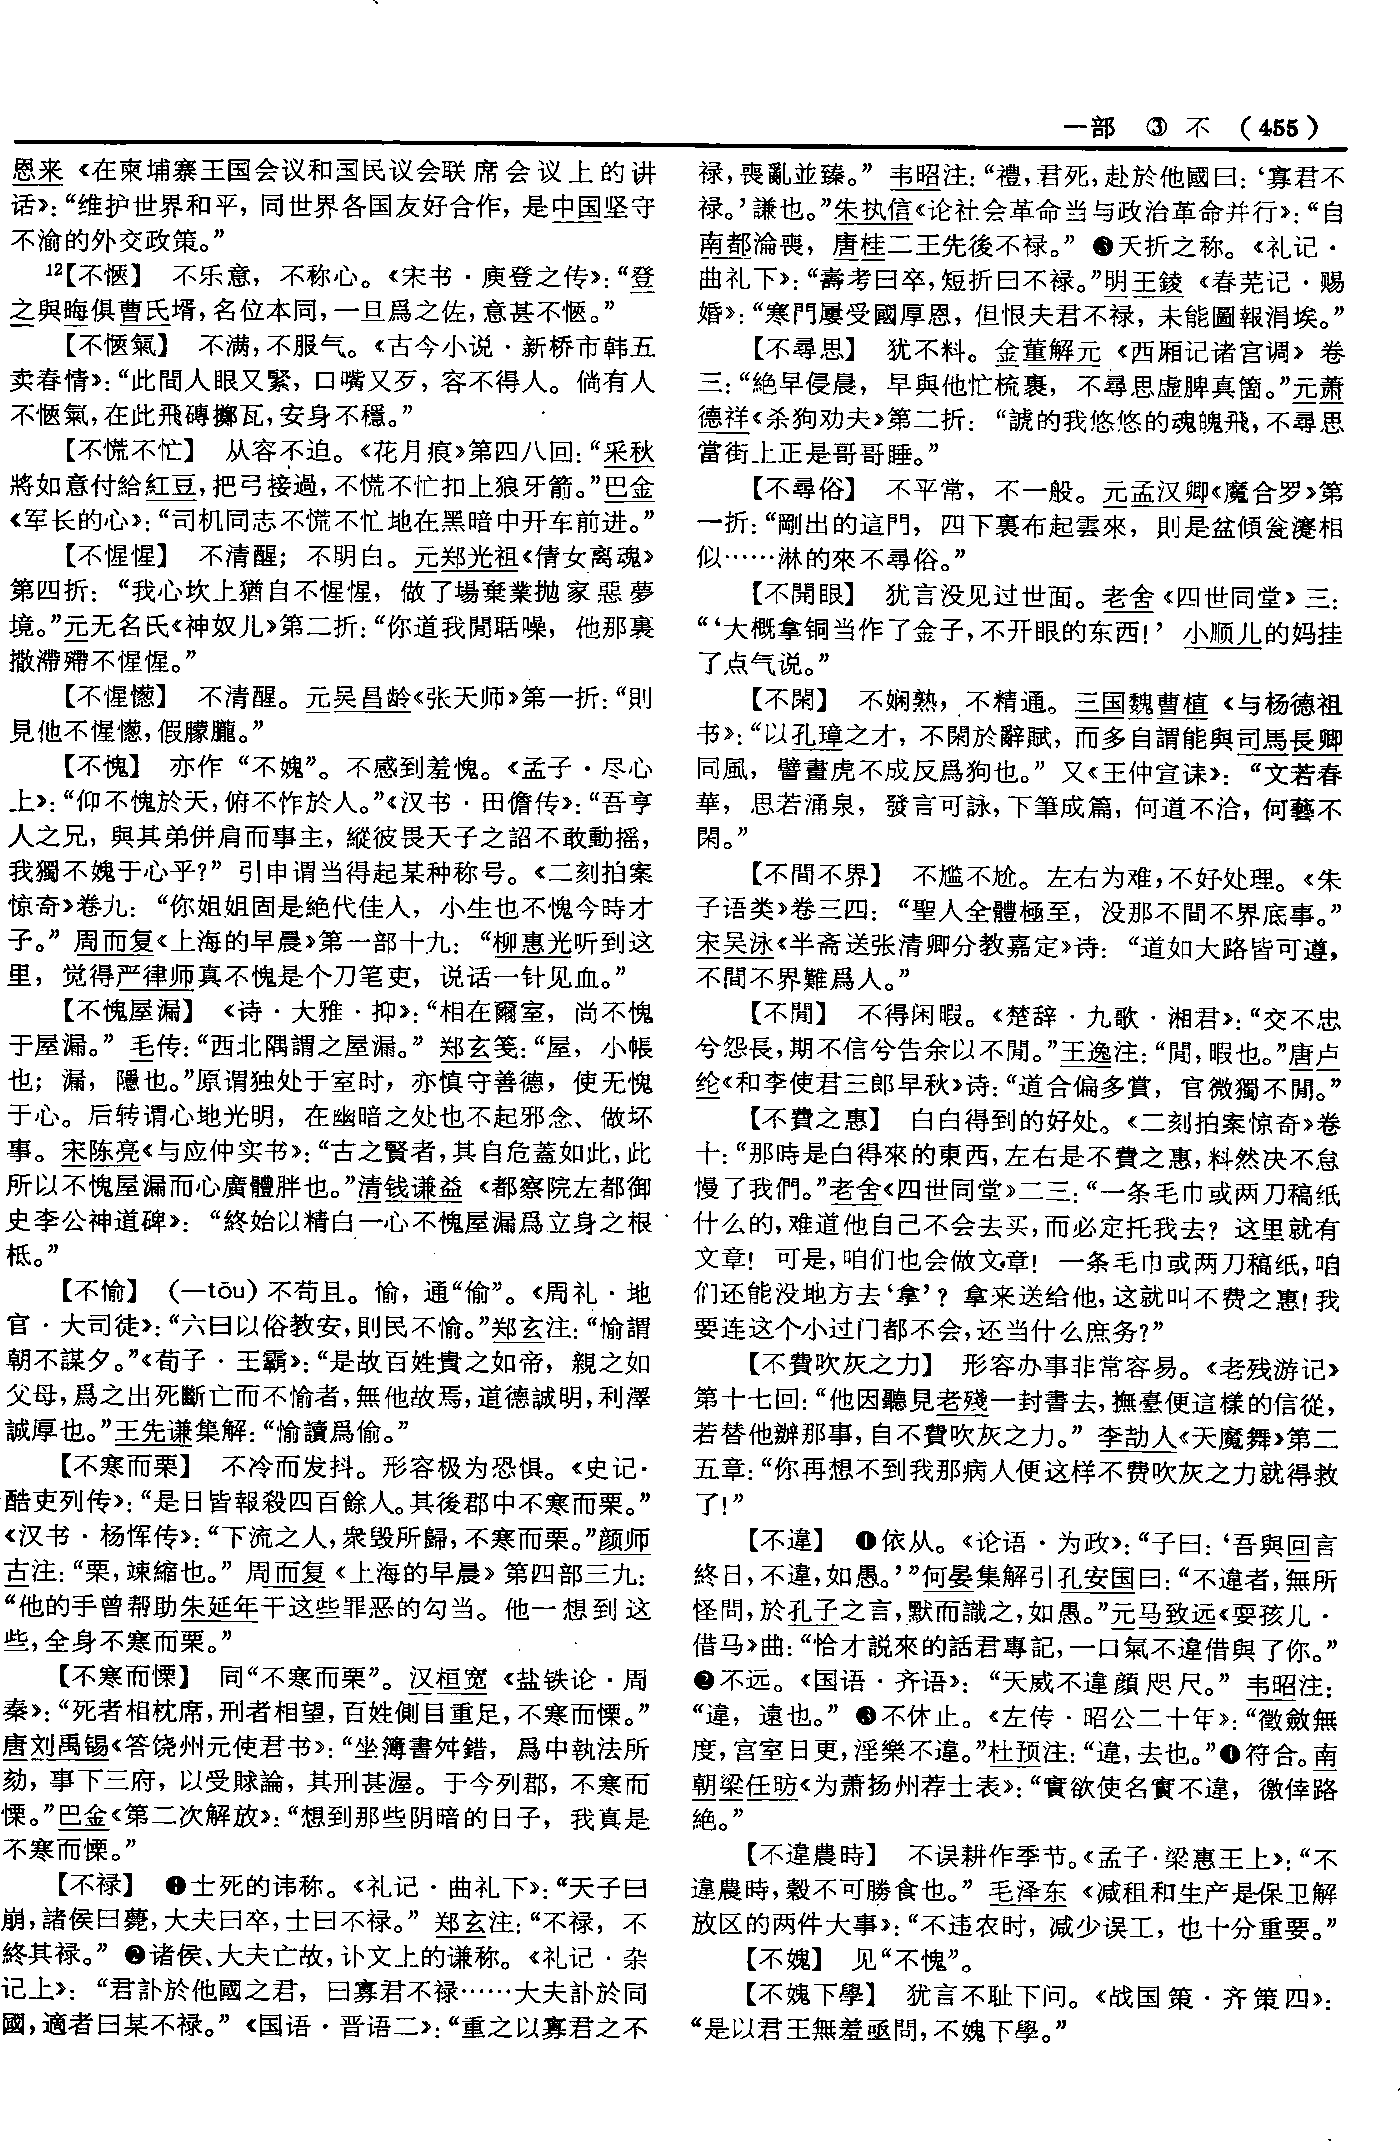 一部 ③ 不 （455）
恩来《在柬埔寨王国会议和国民议会联席会议上的讲
话》：“维护世界和平，同世界各国友好合作，是中国坚守
不渝的外交政策。”
12【不愜】 不乐意，不称心。《宋书·庾登之传》：“登
之與晦俱曹氏壻，名位本同，一旦爲之佐，意甚不愜。”
【不愜氣】 不满，不服气。《古今小说·新桥市韩五
卖春情》：“此間人眼又緊，口嘴又歹，容不得人。倘有人
不愜氣，在此飛磚擲瓦，安身不穩。”
【不慌不忙】 从容不迫。《花月痕》第四八回：“采秋
將如意付給紅豆，把弓接過，不慌不忙扣上狼牙箭。”巴金
《军长的心》：“司机同志不慌不忙地在黑暗中开车前进。”
【不惺惺】 不清醒；不明白。元郑光祖《倩女离魂》
第四折：“我心坎上猶自不惺惺，做了場棄業抛家惡夢
境。”元无名氏《神奴儿》第二折：“你道我閒聒噪，他那裏
撒滯殢不惺惺。”
【不惺憽】 不清醒。元吴昌龄《张天师》第一折：“則
見他不惺憽，假朦朧。”
【不愧】 亦作“不媿”。不感到羞愧。《孟子·尽心
上》：“仰不愧於天，俯不怍於人。”《汉书·田儋传》：“吾亨
人之兄，與其弟併肩而事主，縱彼畏天子之詔不敢動摇，
我獨不媿于心乎？”引申谓当得起某种称号。《二刻拍案
惊奇》卷九：“你姐姐固是絶代佳人，小生也不愧今時才
子。”周而复《上海的早晨》第一部十九：“柳惠光听到这
里，觉得严律师真不愧是个刀笔吏，说话一针见血。”
【不愧屋漏】 《诗·大雅·抑》：“相在爾室，尚不愧
于屋漏。”毛传：“西北隅謂之屋漏。”郑玄笺：“屋，小帳
也；漏，隱也。”原谓独处于室时，亦慎守善德，使无愧
于心。后转谓心地光明，在幽暗之处也不起邪念、做坏
事。宋陈亮《与应仲实书》：“古之賢者，其自危蓋如此，此
所以不愧屋漏而心廣體胖也。”清钱谦益《都察院左都御
史李公神道碑》：“終始以精白一心不愧屋漏爲立身之根
柢。”
【不愉】 （—tōu）不苟且。愉，通“偷”。《周礼·地
官·大司徒》：“六曰以俗教安，則民不愉。”郑玄注：“愉謂
朝不謀夕。”《荀子·王霸》：“是故百姓貴之如帝，親之如
父母，爲之出死斷亡而不愉者，無他故焉，道德誠明，利澤
誠厚也。”王先谦集解：“愉讀爲偷。”
【不寒而栗】 不冷而发抖。形容极为恐惧。《史记·
酷吏列传》：“是日皆報殺四百餘人。其後郡中不寒而栗。”
《汉书·杨恽传》：“下流之人，衆毁所歸，不寒而栗。”颜师
古注：“栗，竦縮也。”周而复《上海的早晨》第四部三九：
“他的手曾帮助朱延年干这些罪恶的勾当。他一想到这
些，全身不寒而栗。”
【不寒而慄】 同“不寒而栗”。汉桓宽《盐铁论·周
秦》：“死者相枕席，刑者相望，百姓側目重足，不寒而慄。”
唐刘禹锡《答饶州元使君书》：“坐簿書舛錯，爲中執法所
劾，事下三府，以受賕論，其刑甚渥。于今列郡，不寒而
慄。”巴金《第二次解放》：“想到那些阴暗的日子，我真是
不寒而慄。”
【不禄】 ❶士死的讳称。《礼记·曲礼下》：“天子曰
崩，諸侯曰薨，大夫曰卒，士曰不禄。”郑玄注：“不禄，不
終其禄。”❷诸侯、大夫亡故，讣文上的谦称。《礼记·杂
记上》：“君訃於他國之君，曰寡君不禄……大夫訃於同
國，適者曰某不禄。”《国语·晋语二》：“重之以寡君之不
禄，喪亂並臻。”韦昭注：“禮，君死，赴於他國曰：‘寡君不
禄。’謙也。”朱执信《论社会革命当与政治革命并行》：“自
南都淪喪，唐桂二王先後不禄。”❸夭折之称。《礼记·
曲礼下》：“壽考曰卒，短折曰不禄。”明王錂《春芜记·赐
婚》：“寒門屢受國厚恩，但恨夫君不禄，未能圖報涓埃。”
【不尋思】 犹不料。金董解元《西厢记诸宫调》卷
三：“絶早侵晨，早與他忙梳裹，不尋思虚脾真箇。”元萧
德祥《杀狗劝夫》第二折：“諕的我悠悠的魂魄飛，不尋思
當街上正是哥哥睡。”
【不尋俗】 不平常，不一般。元孟汉卿《魔合罗》第
一折：“剛出的這門，四下裏布起雲來，則是盆傾瓮瀽相
似……淋的來不尋俗。”
【不開眼】 犹言没见过世面。老舍《四世同堂》三：
“‘大概拿铜当作了金子，不开眼的东西！’小顺儿的妈挂
了点气说。”
【不閑】 不娴熟，不精通。三国魏曹植《与杨德祖
书》：“以孔璋之才，不閑於辭賦，而多自謂能與司馬長卿
同風，譬畫虎不成反爲狗也。”又《王仲宣诔》：“文若春
華，思若涌泉，發言可詠，下筆成篇，何道不洽，何藝不
閑。”
【不間不界】 不尴不尬。左右为难，不好处理。《朱
子语类》卷三四：“聖人全體極至，没那不間不界底事。”
宋吴泳《半斋送张清卿分教嘉定》诗：“道如大路皆可遵，
不間不界難爲人。”
【不閒】 不得闲暇。《楚辞·九歌·湘君》：“交不忠
兮怨長，期不信兮告余以不閒。”王逸注：“閒，暇也。”唐卢
纶《和李使君三郎早秋》诗：“道合偏多賞，官微獨不閒。”
【不費之惠】 白白得到的好处。《二刻拍案惊奇》卷
十：“那時是白得來的東西，左右是不費之惠，料然决不怠
慢了我們。”老舍《四世同堂》二三：“一条毛巾或两刀稿纸
什么的，难道他自己不会去买，而必定托我去？这里就有
文章！可是，咱们也会做文章！一条毛巾或两刀稿纸，咱
们还能没地方去‘拿’？拿来送给他，这就叫不费之惠！我
要连这个小过门都不会，还当什么庶务？”
【不費吹灰之力】 形容办事非常容易。《老残游记》
第十七回：“他因聽見老殘一封書去，撫臺便這樣的信從，
若替他辦那事，自不費吹灰之力。”李劼人《天魔舞》第二
五章：“你再想不到我那病人便这样不费吹灰之力就得救
了！”
【不違】 ❶依从。《论语·为政》：“子曰：‘吾與回言
終日，不違，如愚。’”何晏集解引孔安国曰：“不違者，無所
怪問，於孔子之言，默而識之，如愚。”元马致远《耍孩儿·
借马》曲：“恰才説來的話君專記，一口氣不違借與了你。”
❷不远。《国语·齐语》：“天威不違顔咫尺。”韦昭注：
“違，遠也。”❸不休止。《左传·昭公二十年》：“徵斂無
度，宫室日更，淫樂不違。”杜预注：“違，去也。”❹符合。南
朝梁任昉《为萧扬州荐士表》：“實欲使名實不違，徼倖路
絶。”
【不違農時】 不误耕作季节。《孟子·梁惠王上》：“不
違農時，穀不可勝食也。”毛泽东《减租和生产是保卫解
放区的两件大事》：“不违农时，减少误工，也十分重要。”
【不媿】 见“不愧”。
【不媿下學】 犹言不耻下问。《战国策·齐策四》：
“是以君王無羞亟問，不媿下學。”